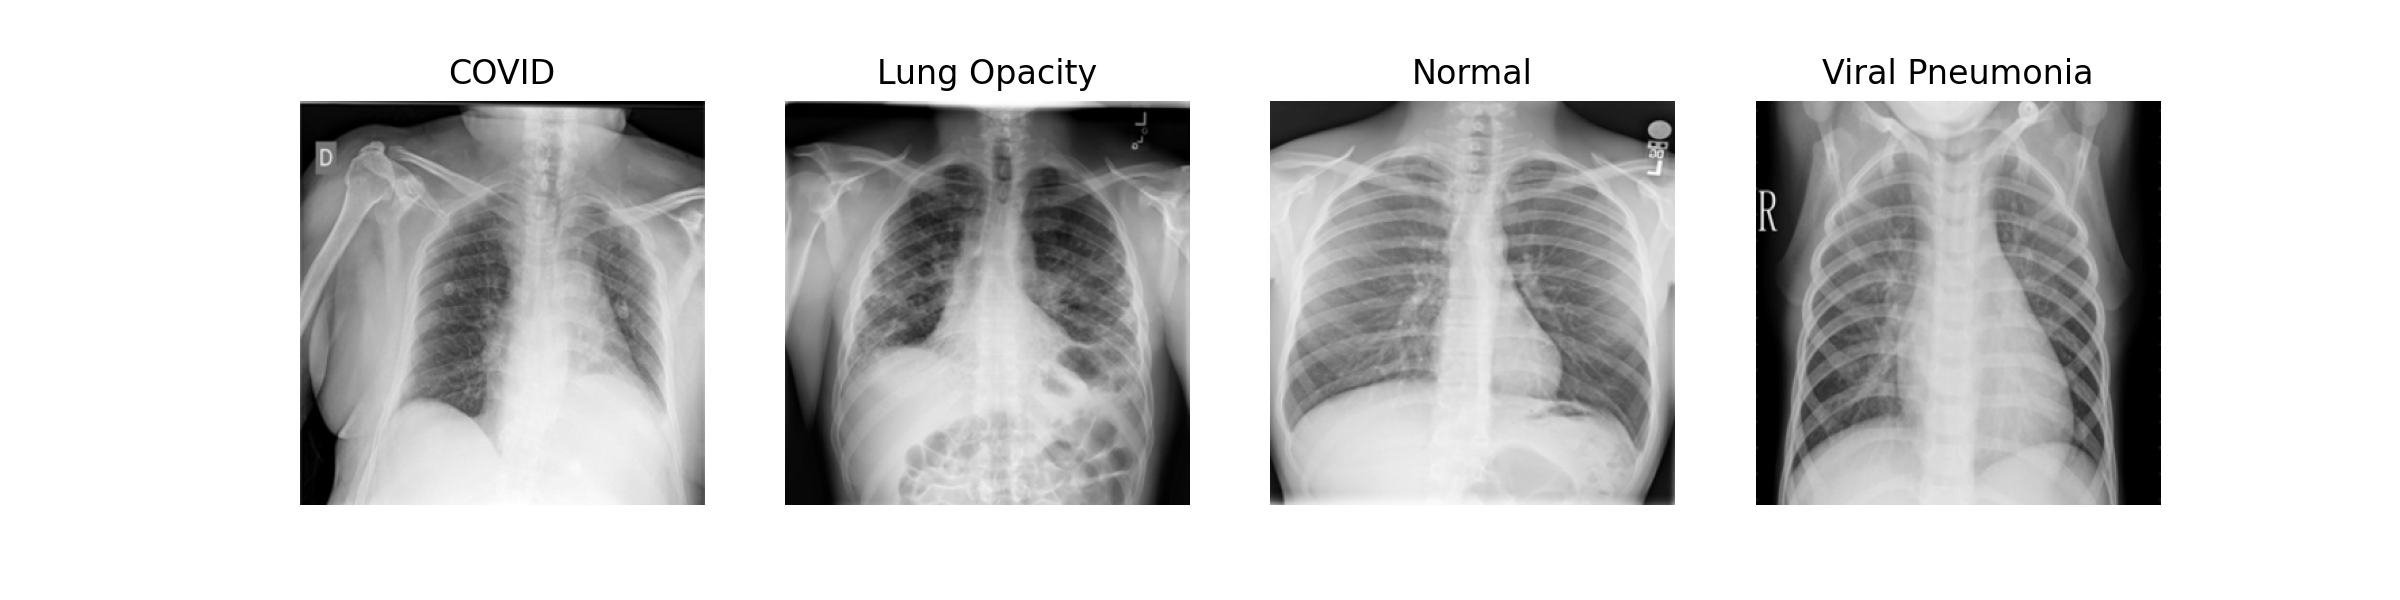 COVID
Lung Opacity
Normal
Viral Pneumonia
D
L
R